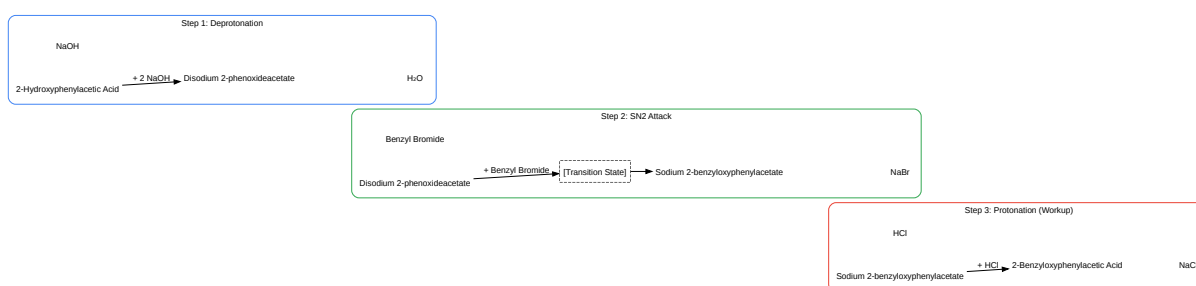 Step 1: Deprotonation
NaOH
+ 2 NaOH
Disodium 2-phenoxideacetate
H₂O
2-Hydroxyphenylacetic Acid
Step 2: SN2 Attack
Benzyl Bromide
+ Benzyl Bromide
[Transition State]
Sodium 2-benzyloxyphenylacetate
NaBr
Disodium 2-phenoxideacetate
Step 3: Protonation (Workup)
HCl
+ HCl
2-Benzyloxyphenylacetic Acid
NaC
Sodium 2-benzyloxyphenylacetate